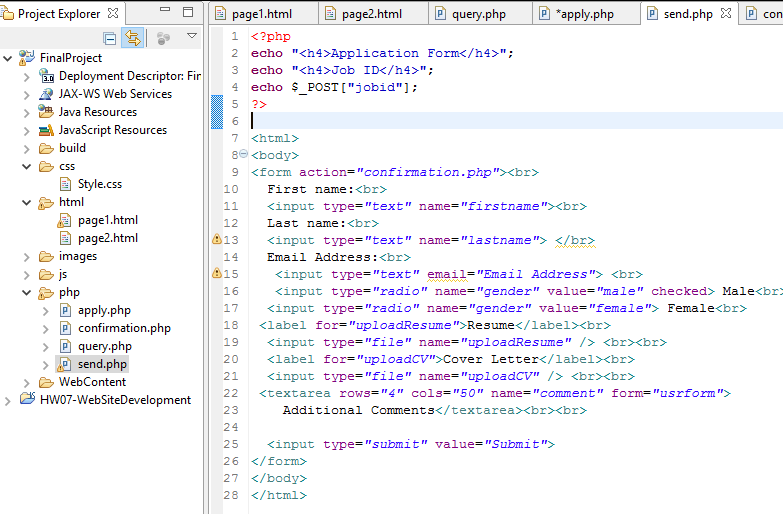 Project Explorer
FinalProject
Deployment Descriptor: Fin
JAX-WS Web Services
Java Resources
JavaScript Resources
build
css
Style.css
html
page1.html
page2.html
images
js
php
apply.php
confirmation.php
query.php
send.php
WebContent
HW07-WebSiteDevelopment
page1.html page2.html query.php *apply.php send.php con
1 <?php
2 echo "<h4>Application Form</h4>";
3 echo "<h4>Job ID</h4>";
4 echo $_POST["jobid"];
5 ?>
6
7 <html>
8 <body>
9 <form action="confirmation.php"><br>
10 First name:<br>
11 <input type="text" name="firstname"><br>
12 Last name:<br>
13 <input type="text" name="lastname"> </br>
14 Email Address:<br>
15 <input type="text" email="Email Address"> <br>
16 <input type="radio" name="gender" value="male" checked> Male<br>
17 <input type="radio" name="gender" value="female"> Female<br>
18 <label for="uploadResume">Resume</label><br>
19 <input type="file" name="uploadResume" /> <br><br>
20 <label for="uploadCV">Cover Letter</label><br>
21 <input type="file" name="uploadCV" /> <br><br>
22 <textarea rows="4" cols="50" name="comment" form="usrform">
23 Additional Comments</textarea><br><br>
24
25 <input type="submit" value="Submit">
26 </form>
27 </body>
28 </html>